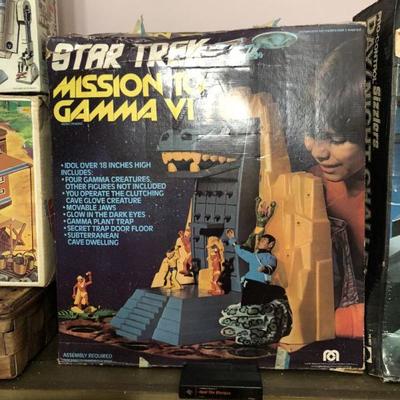 STAR TREK
MISSION TO
GAMMA VI
• IDOL OVER 18 INCHES HIGH
INCLUDES:
• FOUR GAMMA CREATURES,
OTHER FIGURES NOT INCLUDED
• YOU OPERATE THE CLUTCHING
CAVE GLOVE CREATURE
• MOVABLE JAWS
• GLOW IN THE DARK EYES
• GAMMA PLANT TRAP
• SECRET TRAP DOOR FLOOR
• SUBTERRANEAN
CAVE DWELLING
ASSEMBLY REQUIRED
Sizzlers